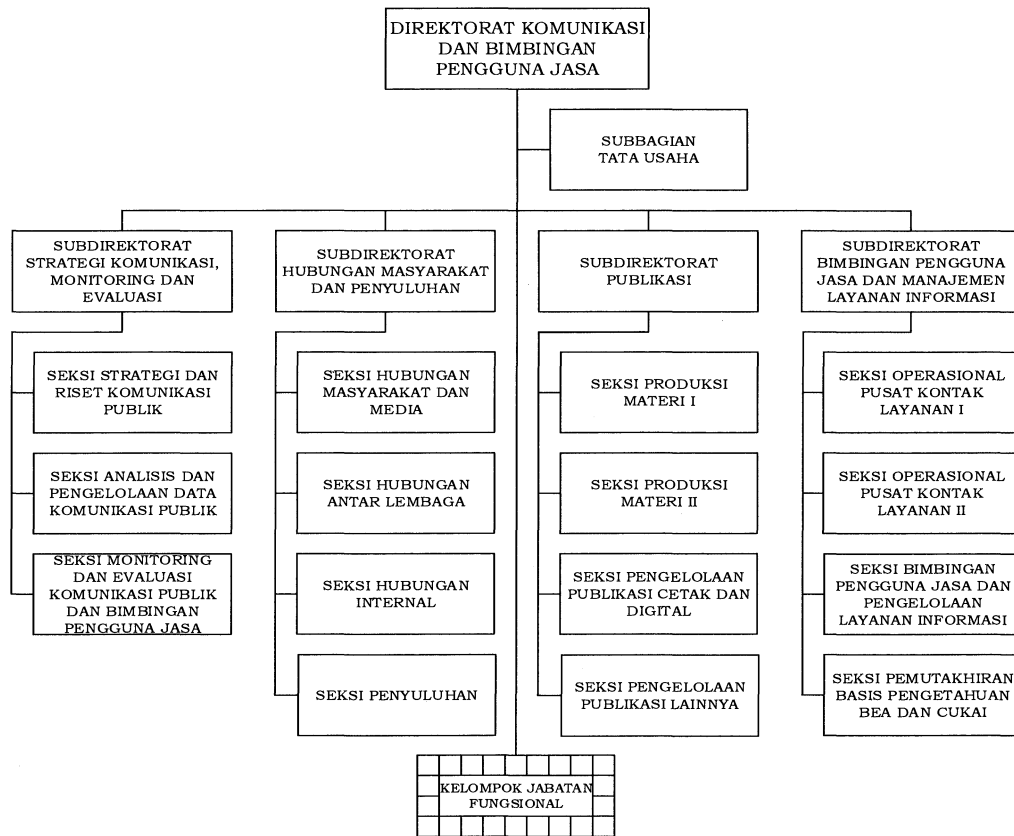 DIREKTORAT KOMUNIKASI
DAN BIMBINGAN
PENGGUNA JASA
SUBBAGIAN
TATA USAHA
SUBDIREKTORAT
STRATEGI KOMUNIKASI,
MONITORING DAN
EVALUASI
SUBDIREKTORAT
HUBUNGAN MASYARAKAT
DAN PENYULUHAN
SUBDIREKTORAT
PUBLIKASI
SUBDIREKTORAT
BIMBINGAN PENGGUNA
JASA DAN MANAJEMEN
LAYANAN INFORMASI
SEKSI STRATEGI DAN
RISET KOMUNIKASI
PUBLIK
SEKSI HUBUNGAN
MASYARAKAT DAN
MEDIA
SEKSI PRODUKSI
MATERI I
SEKSI OPERASIONAL
PUSAT KONTAK
LAYANAN I
SEKSI ANALISIS DAN
PENGELOLAAN DATA
KOMUNIKASI PUBLIK
SEKSI HUBUNGAN
ANTAR LEMBAGA
SEKSI PRODUKSI
MATERI II
SEKSI OPERASIONAL
PUSAT KONTAK
LAYANAN II
SEKSI MONITORING
DAN EVALUASI
KOMUNIKASI PUBLIK
DAN BIMBINGAN
PENGGUNA JASA
SEKSI HUBUNGAN
INTERNAL
SEKSI PENGELOLAAN
PUBLIKASI CETAK DAN
DIGITAL
SEKSI BIMBINGAN
PENGGUNA JASA DAN
PENGELOLAAN
LAYANAN INFORMASI
SEKSI PENYULUHAN
SEKSI PENGELOLAAN
PUBLIKASI LAINNYA
SEKSI PEMUTAKHIRAN
BASIS PENGETAHUAN
BEA DAN CUKAI
KELOMPOK JABATAN
FUNGSIONAL